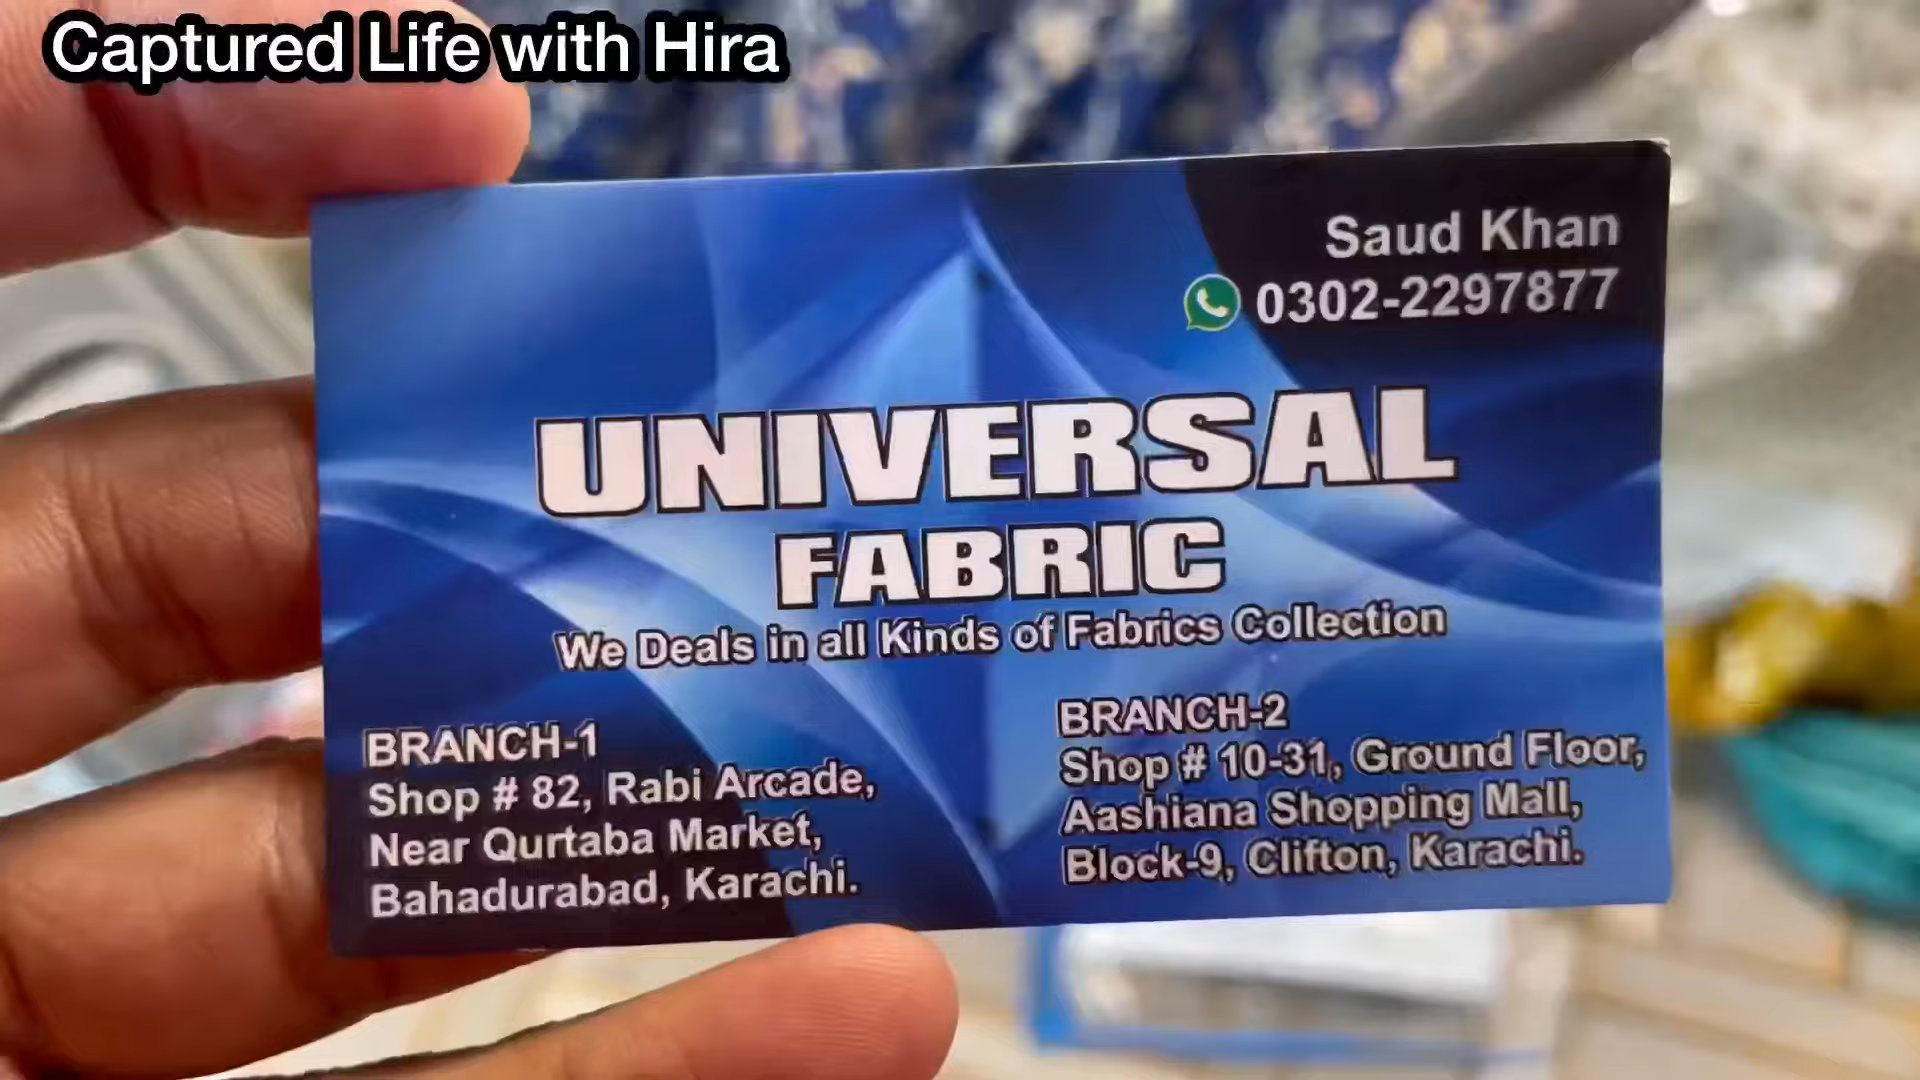 Captured Life with Hira
Saud Khan
0302-2297877
UNIVERSAL
FABRIC
We Deals in all Kinds of Fabrics Collection
BRANCH-1
Shop # 82, Rabi Arcade,
Near Qurtaba Market,
Bahadurabad, Karachi.
BRANCH-2
Shop # 10-31, Ground Floor,
Aashiana Shopping Mall,
Block-9, Clifton, Karachi.